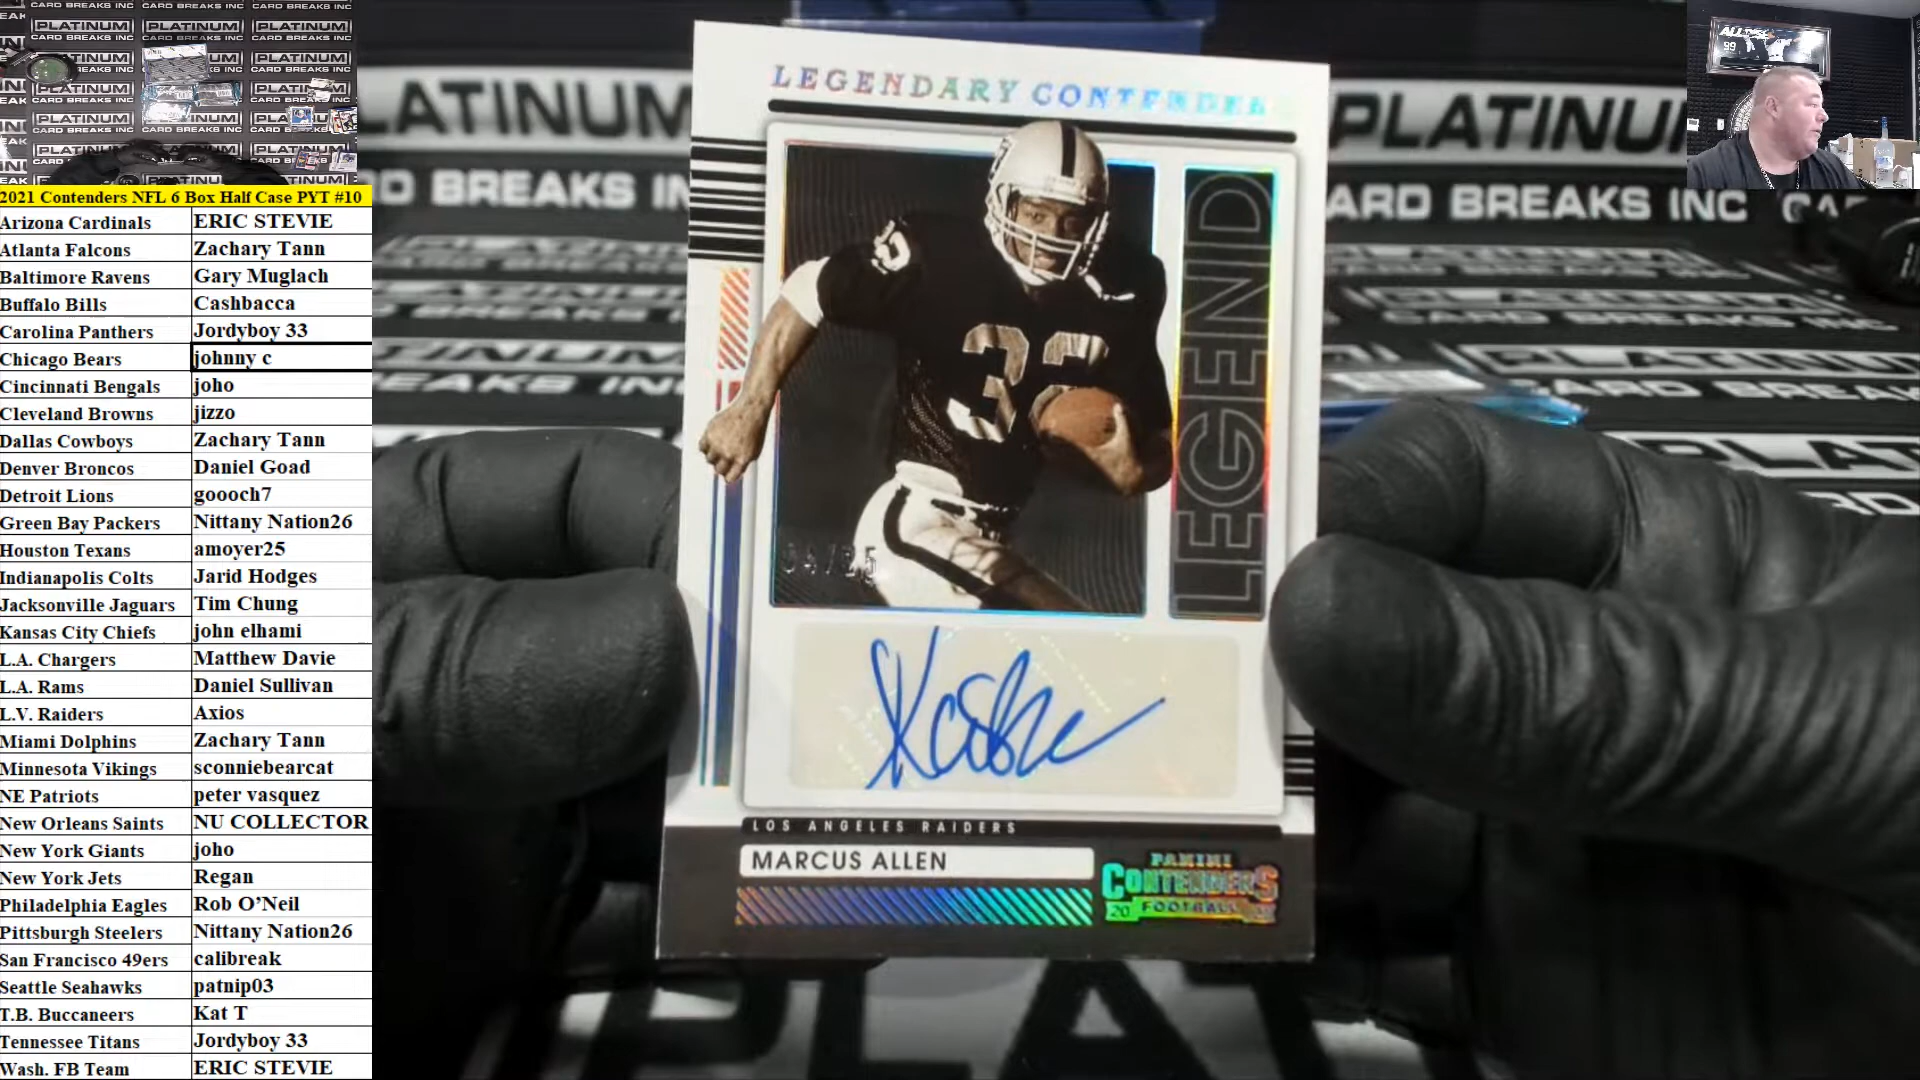 2021 Contenders NFL 6 Box Half Case PYT #10
Arizona Cardinals ERIC STEVIE
Atlanta Falcons Zachary Tann
Baltimore Ravens Gary Muglach
Buffalo Bills Cashbacca
Carolina Panthers Jordyboy 33
Chicago Bears johnny c
Cincinnati Bengals joho
Cleveland Browns jizzo
Dallas Cowboys Zachary Tann
Denver Broncos Daniel Goad
Detroit Lions goooch7
Green Bay Packers Nittany Nation26
Houston Texans amoyer25
Indianapolis Colts Jarid Hodges
Jacksonville Jaguars Tim Chung
Kansas City Chiefs john elhami
L.A. Chargers Matthew Davie
L.A. Rams Daniel Sullivan
L.V. Raiders Axios
Miami Dolphins Zachary Tann
Minnesota Vikings sconniebearcat
NE Patriots peter vasquez
New Orleans Saints NU COLLECTOR
New York Giants joho
New York Jets Regan
Philadelphia Eagles Rob O'Neil
Pittsburgh Steelers Nittany Nation26
San Francisco 49ers calibreak
Seattle Seahawks patnip03
T.B. Buccaneers Kat T
Tennessee Titans Jordyboy 33
Wash. FB Team ERIC STEVIE
LEGENDARY CONTENDER
LEGEND
32
LOS ANGELES RAIDERS
MARCUS ALLEN
PANINI
CONTENDERS
FOOTBALL
PLATINUM
CARD BREAKS INC
99